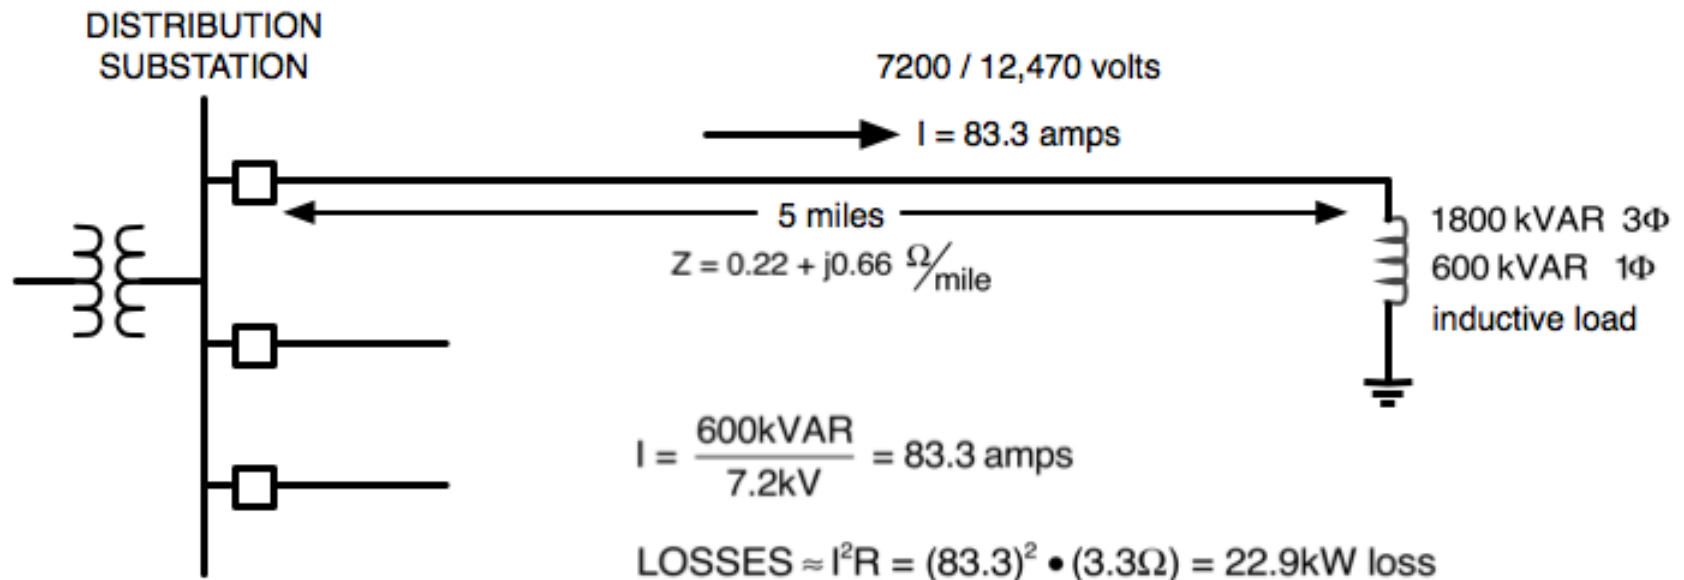 DISTRIBUTION
SUBSTATION
7200 / 12,470 volts
I = 83.3 amps
5 miles
Z = 0.22 + j0.66 Ω/mile
1800 kVAR 3Φ
600 kVAR 1Φ
inductive load
I = 600kVAR / 7.2kV = 83.3 amps
LOSSES ≈ I²R = (83.3)² • (3.3Ω) = 22.9kW loss